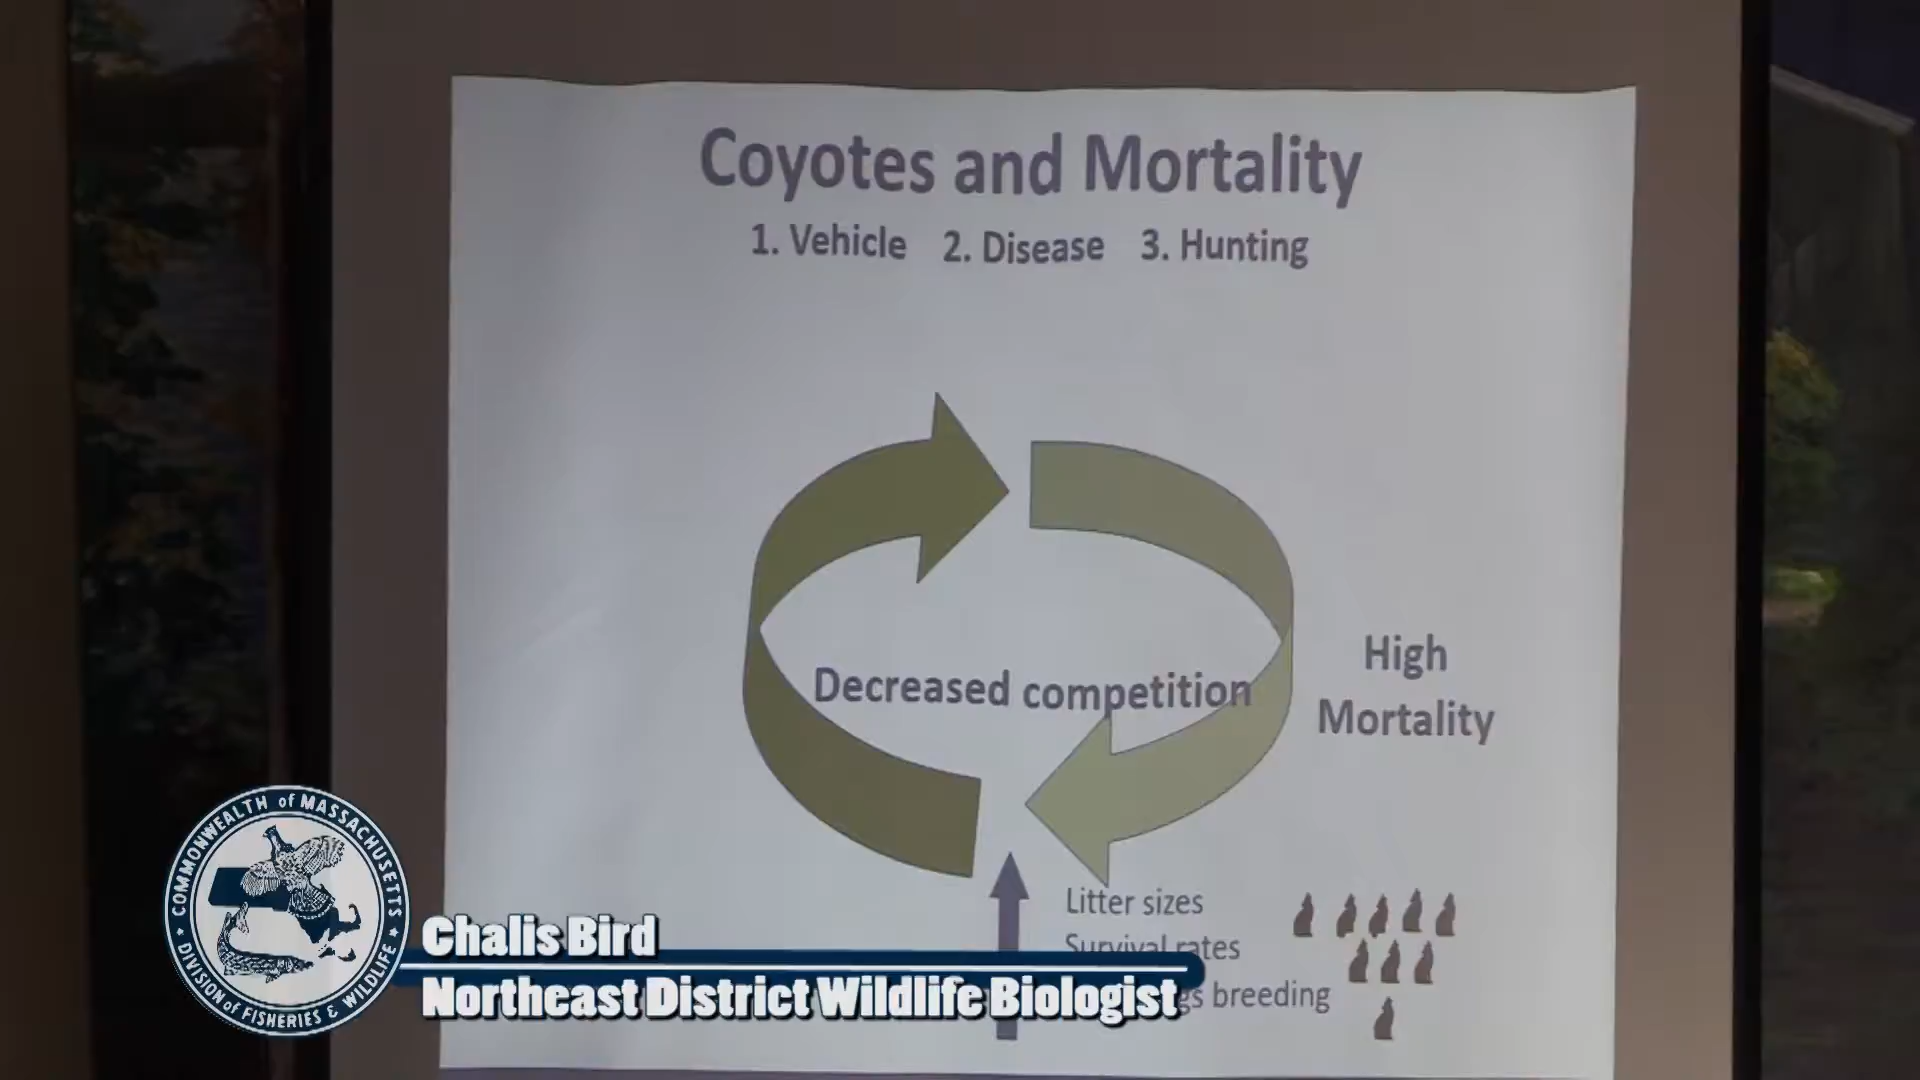 Coyotes and Mortality
1. Vehicle 2. Disease 3. Hunting
Decreased competition
High
Mortality
Litter sizes
Survival rates
breeding
COMMONWEALTH of MASSACHUSETTS
DIVISION of FISHERIES & WILDLIFE
Chalis Bird
Northeast District Wildlife Biologist